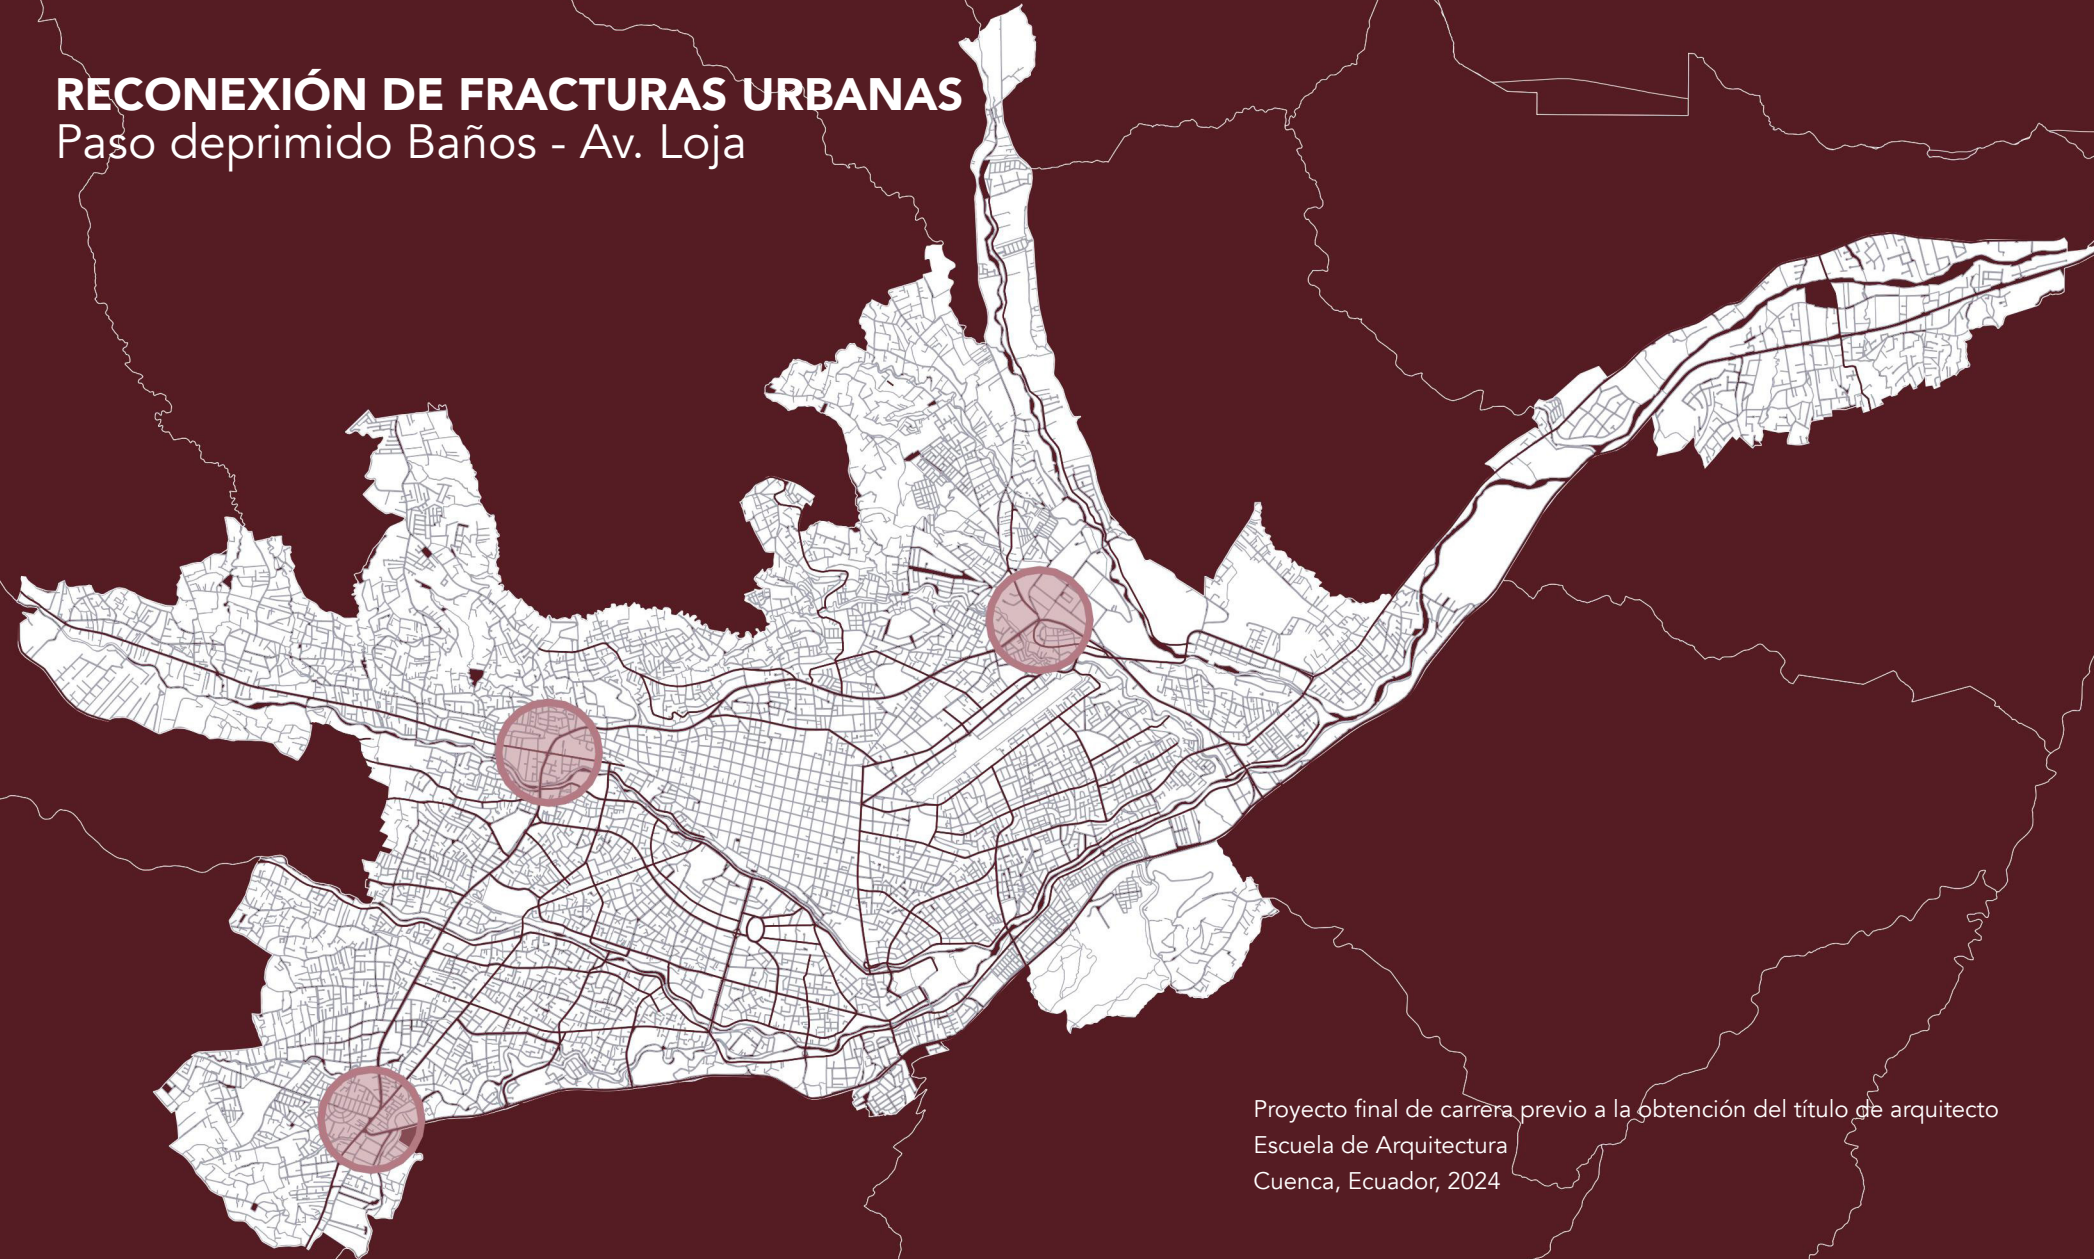 RECONEXIÓN DE FRACTURAS URBANAS
Paso deprimido Baños - Av. Loja
Proyecto final de carrera previo a la obtención del título de arquitecto
Escuela de Arquitectura
Cuenca, Ecuador, 2024